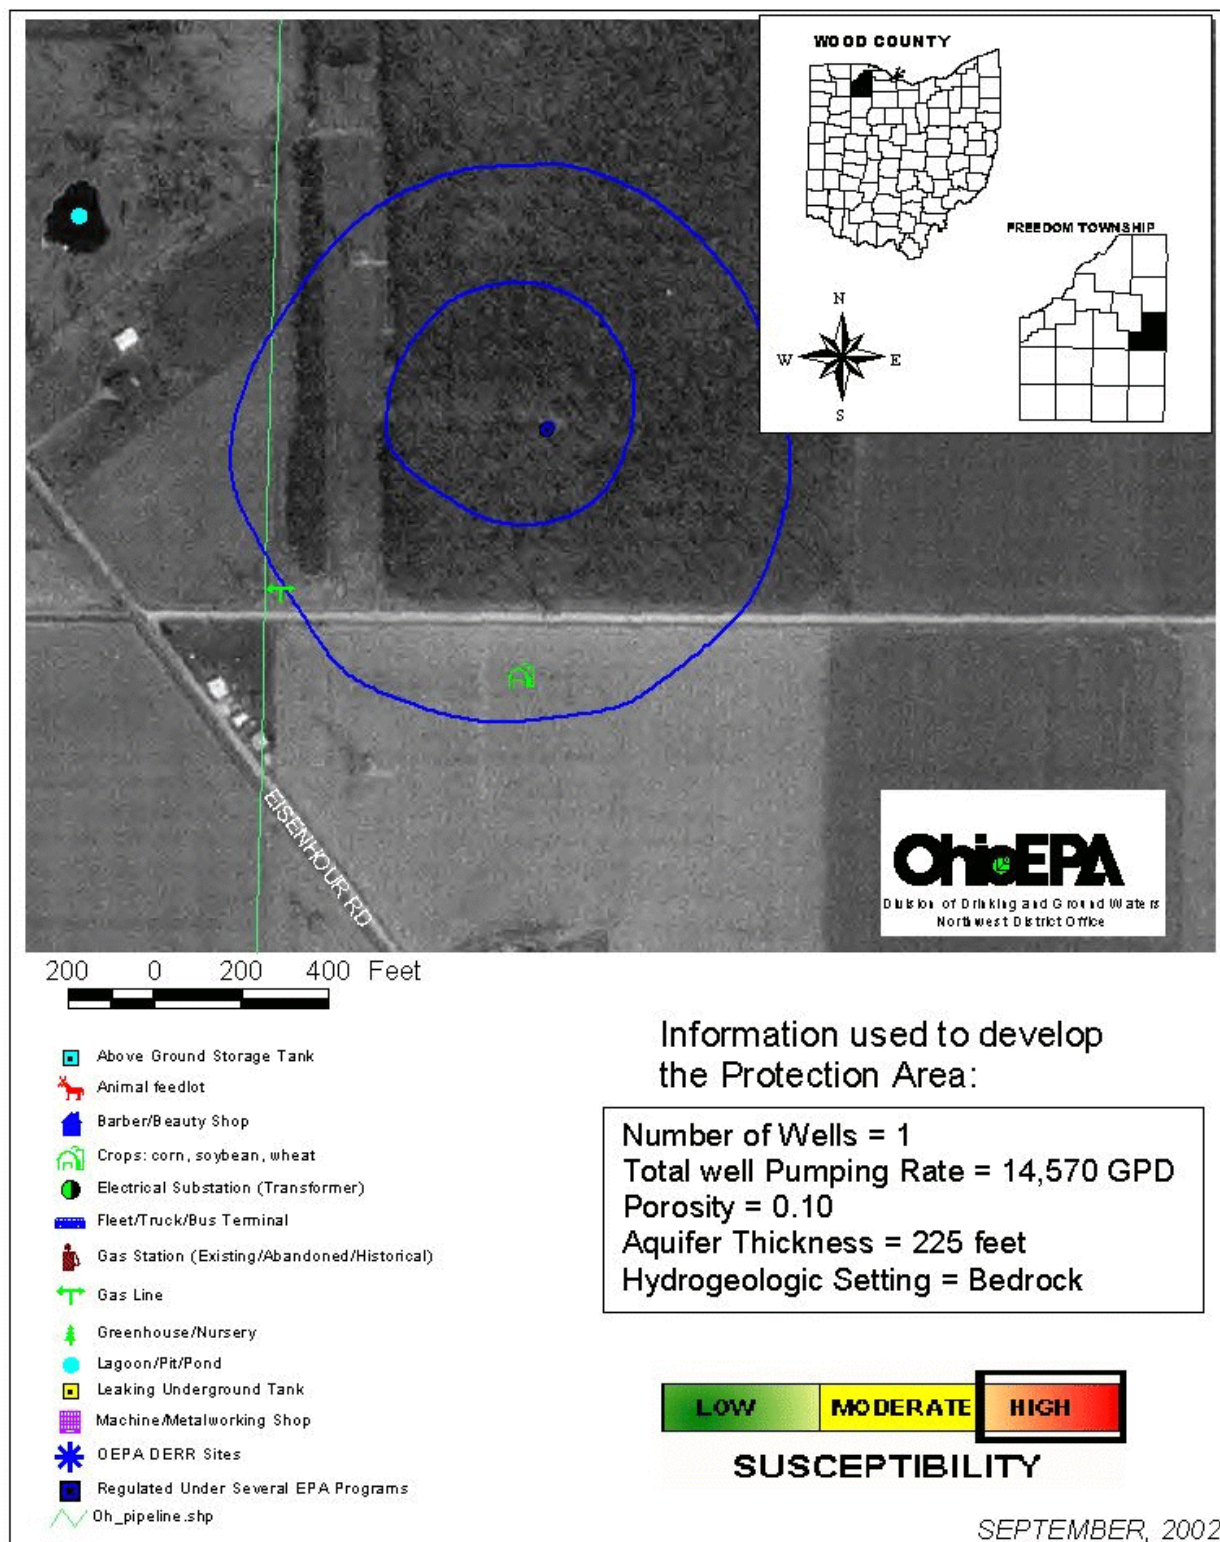 WOOD COUNTY
FREEDOM TOWNSHIP
N
W
E
S
EISENHOUR RD
OhioEPA
Division of Drinking and Ground Waters
Northwest District Office
200 0 200 400 Feet
Above Ground Storage Tank
Animal feedlot
Barber/Beauty Shop
Crops: corn, soybean, wheat
Electrical Substation (Transformer)
Fleet/Truck/Bus Terminal
Gas Station (Existing/Abandoned/Historical)
Gas Line
Greenhouse/Nursery
Lagoon/Pit/Pond
Leaking Underground Tank
Machine/Metalworking Shop
OEPA DERR Sites
Regulated Under Several EPA Programs
Oh_pipeline.shp
Information used to develop
the Protection Area:
Number of Wells = 1
Total well Pumping Rate = 14,570 GPD
Porosity = 0.10
Aquifer Thickness = 225 feet
Hydrogeologic Setting = Bedrock
LOW MODERATE HIGH
SUSCEPTIBILITY
SEPTEMBER, 2002